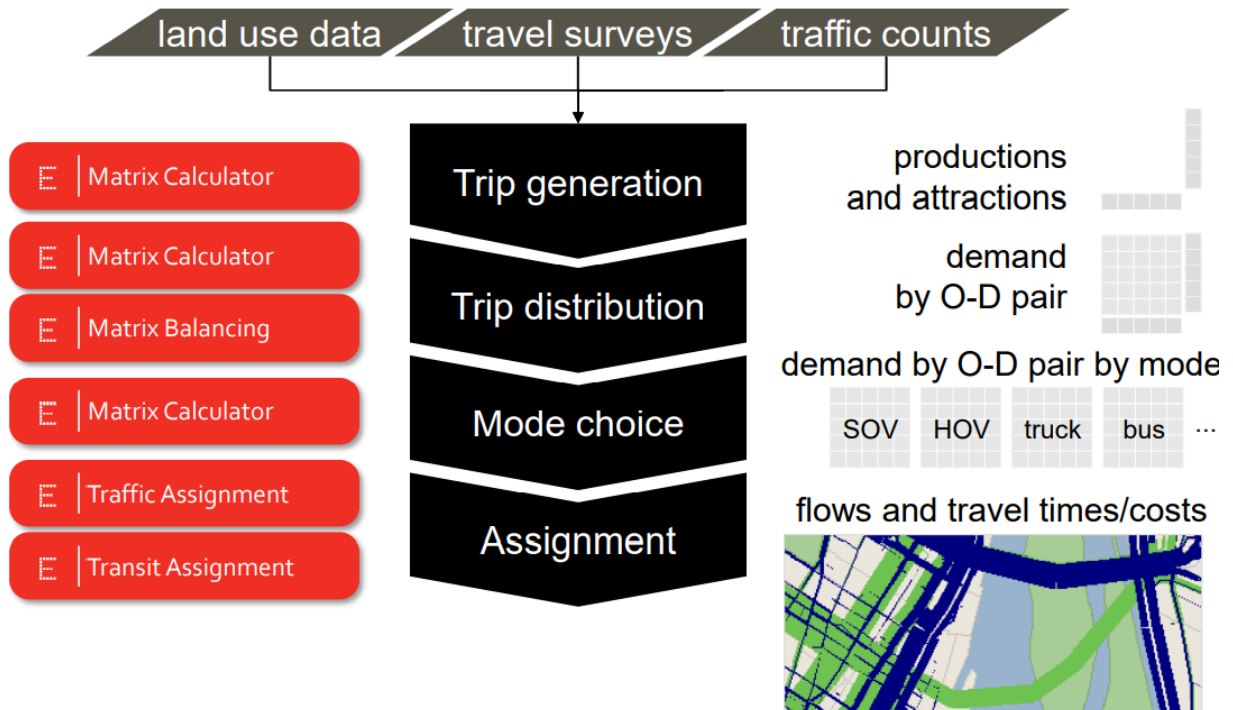 land use data
travel surveys
traffic counts
E Matrix Calculator
Trip generation
productions
and attractions
E Matrix Calculator
E Matrix Balancing
Trip distribution
demand
by O-D pair
E Matrix Calculator
Mode choice
demand by O-D pair by mode
SOV HOV truck bus ...
E Traffic Assignment
E Transit Assignment
Assignment
flows and travel times/costs